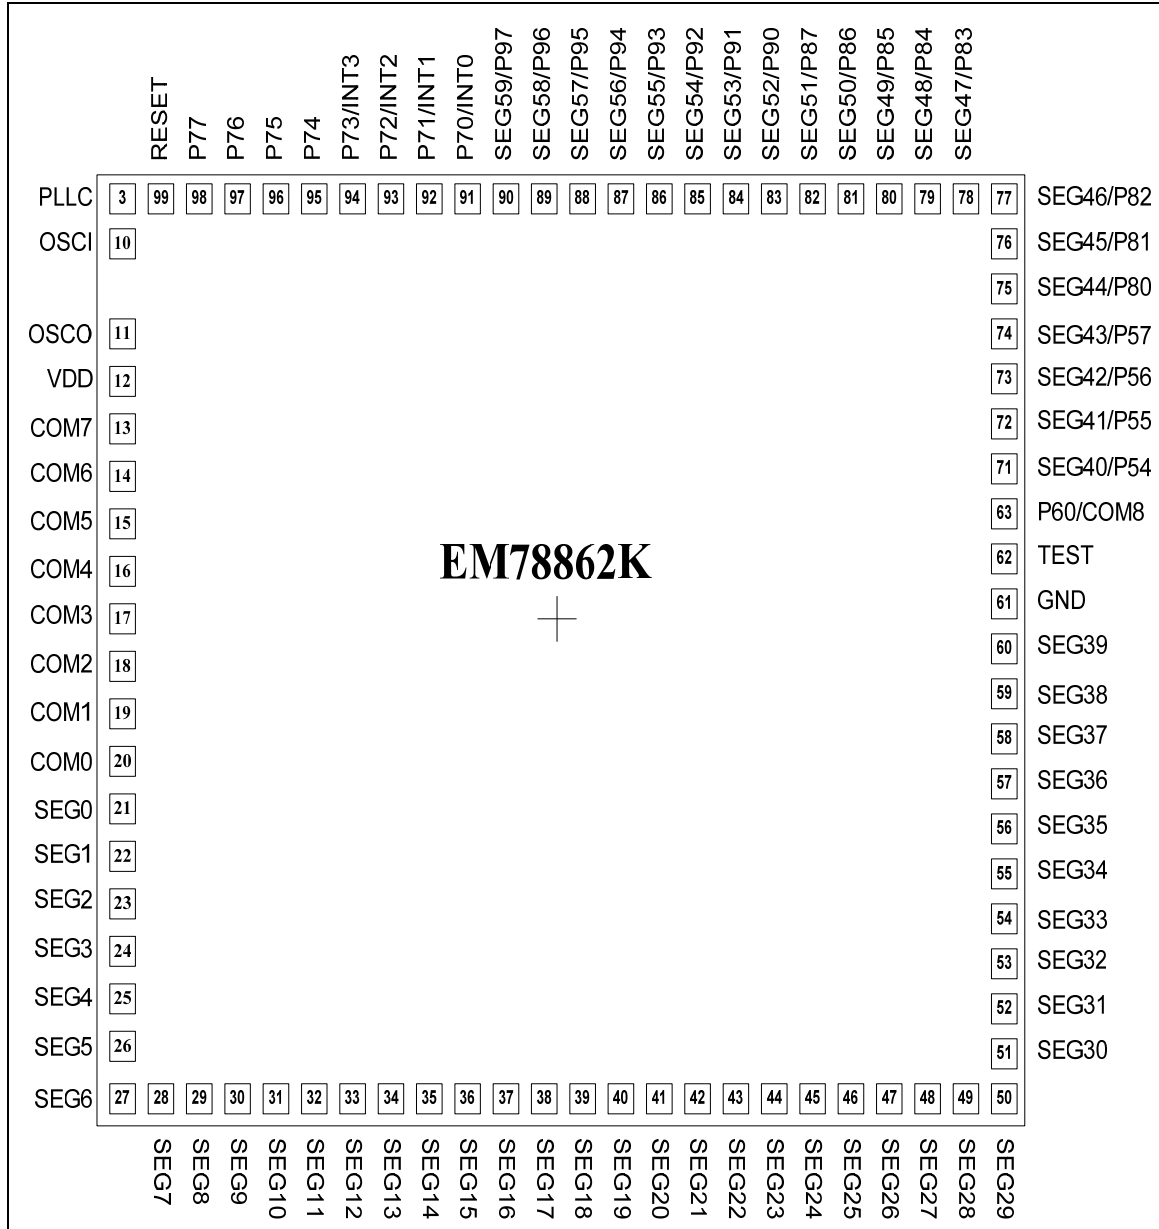 RESET
P77
P76
P75
P74
P73/INT3
P72/INT2
P71/INT1
P70/INT0
SEG59/P97
SEG58/P96
SEG57/P95
SEG56/P94
SEG55/P93
SEG54/P92
SEG53/P91
SEG52/P90
SEG51/P87
SEG50/P86
SEG49/P85
SEG48/P84
SEG47/P83
PLLC 3 99 98 97 96 95 94 93 92 91 90 89 88 87 86 85 84 83 82 81 80 79 78 77 SEG46/P82
OSCI 10 76 SEG45/P81
75 SEG44/P80
OSCO 11 74 SEG43/P57
VDD 12 73 SEG42/P56
COM7 13 72 SEG41/P55
COM6 14 71 SEG40/P54
COM5 15 63 P60/COM8
EM78862K
COM4 16 62 TEST
COM3 17 61 GND
COM2 18 60 SEG39
COM1 19 59 SEG38
COM0 20 58 SEG37
SEG0 21 57 SEG36
SEG1 22 56 SEG35
SEG2 23 55 SEG34
SEG3 24 54 SEG33
SEG4 25 53 SEG32
SEG5 26 52 SEG31
51 SEG30
SEG6 27 28 29 30 31 32 33 34 35 36 37 38 39 40 41 42 43 44 45 46 47 48 49 50
SEG7
SEG8
SEG9
SEG10
SEG11
SEG12
SEG13
SEG14
SEG15
SEG16
SEG17
SEG18
SEG19
SEG20
SEG21
SEG22
SEG23
SEG24
SEG25
SEG26
SEG27
SEG28
SEG29